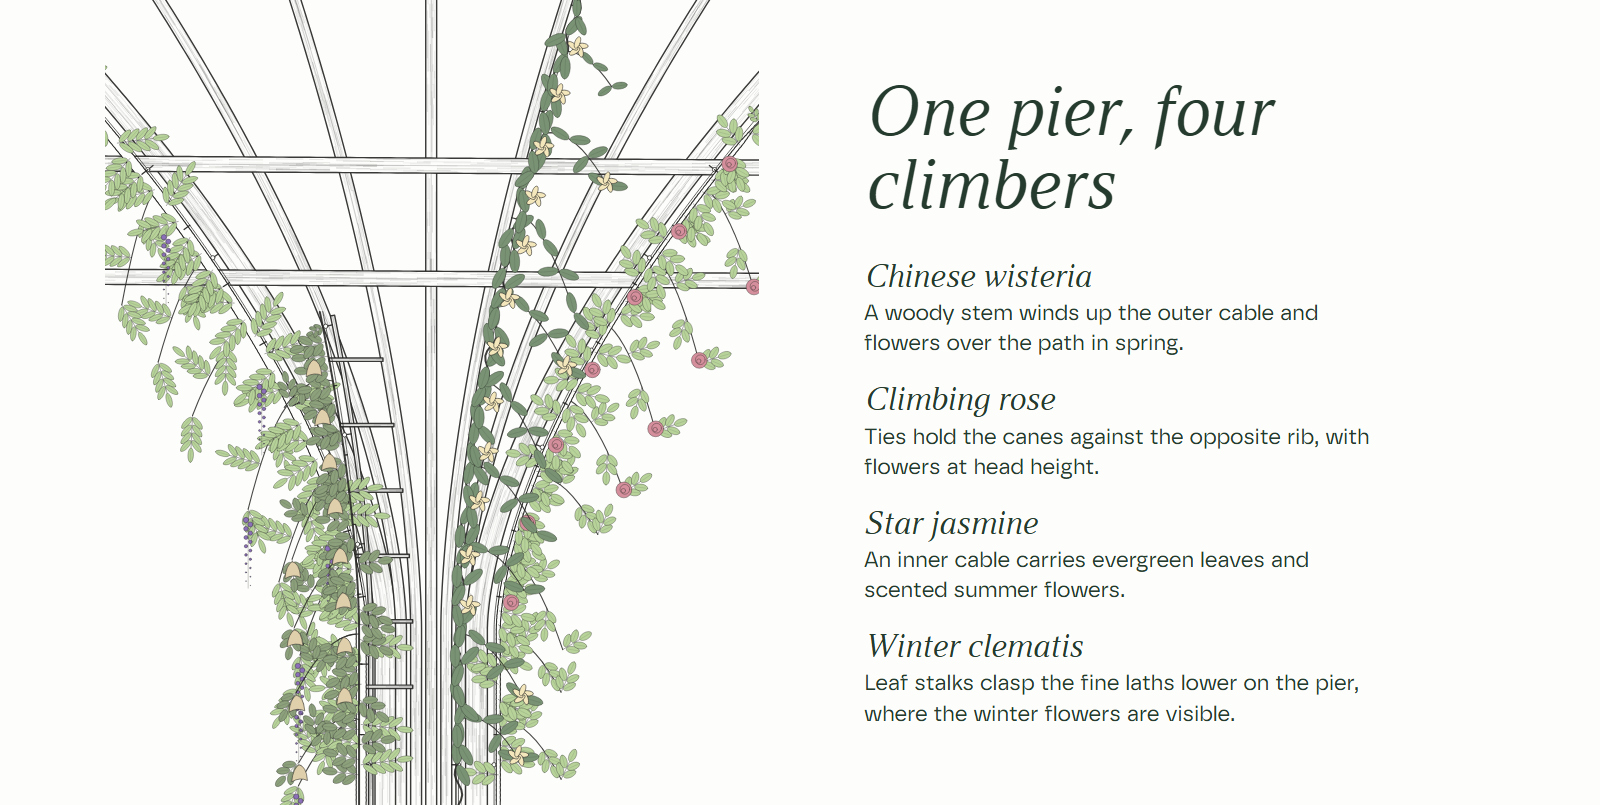 One pier, four
climbers
Chinese wisteria
A woody stem winds up the outer cable and
flowers over the path in spring.
Climbing rose
Ties hold the canes against the opposite rib, with
flowers at head height.
Star jasmine
An inner cable carries evergreen leaves and
scented summer flowers.
Winter clematis
Leaf stalks clasp the fine laths lower on the pier,
where the winter flowers are visible.